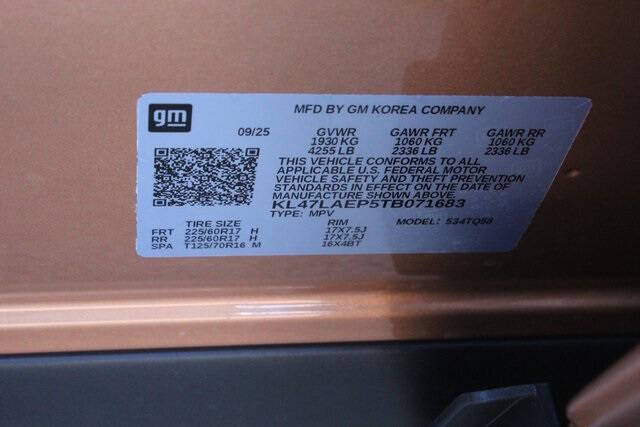 gm
MFD BY GM KOREA COMPANY
09/25 GVWR GAWR FRT GAWR RR
1930 KG 1060 KG 1060 KG
4255 LB 2336 LB 2336 LB
THIS VEHICLE CONFORMS TO ALL
APPLICABLE U.S. FEDERAL MOTOR
VEHICLE SAFETY AND THEFT PREVENTION
STANDARDS IN EFFECT ON THE DATE OF
MANUFACTURE SHOWN ABOVE.
KL47LAEP5TB071683
TYPE: MPV MODEL: 534TQ58
TIRE SIZE RIM
FRT 225/60R17 H 17X7.5J
RR 225/60R17 H 17X7.5J
SPA T125/70R16 M 16X4BT